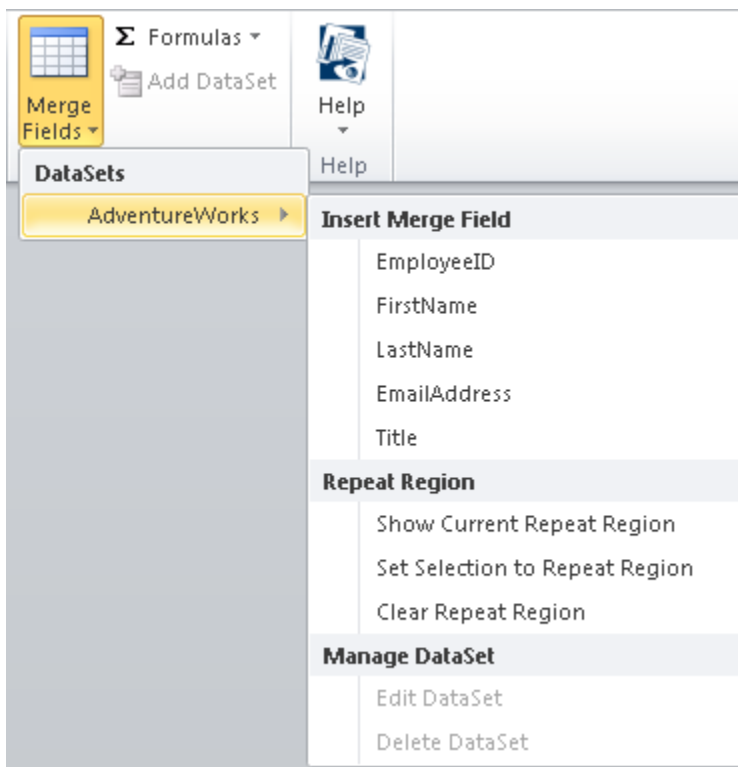 Σ Formulas
Add DataSet
Merge
Fields
Help
Help
DataSets
AdventureWorks
Insert Merge Field
EmployeeID
FirstName
LastName
EmailAddress
Title
Repeat Region
Show Current Repeat Region
Set Selection to Repeat Region
Clear Repeat Region
Manage DataSet
Edit DataSet
Delete DataSet